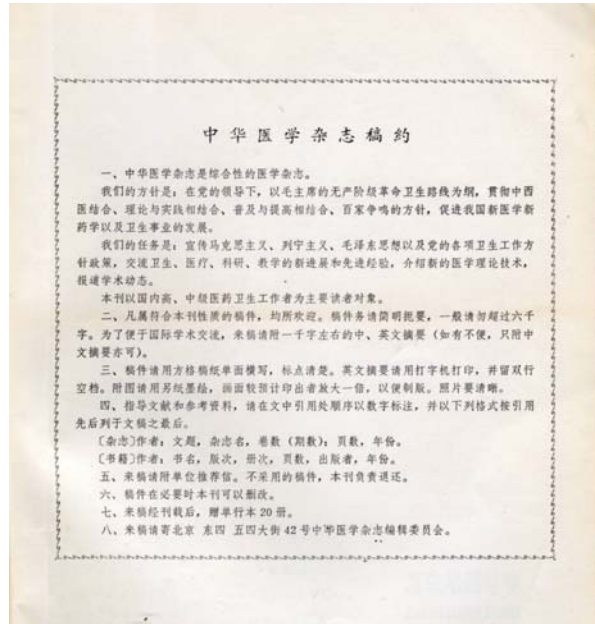 中华医学杂志稿约
一、中华医学杂志是综合性的医学杂志。
我们的方针是：在党的领导下，以毛主席的无产阶级革命卫生路线为纲，贯彻中西
医结合、理论与实践相结合、普及与提高相结合、百家争鸣的方针，促进我国新医学新
药学以及卫生事业的发展。
我们的任务是：宣传马克思主义、列宁主义、毛泽东思想以及党的各项卫生工作方
针政策，交流卫生、医疗、科研、教学的新进展和先进经验，介绍新的医学理论技术，
报道学术动态。
本刊以国内高、中级医药卫生工作者为主要读者对象。
二、凡属符合本刊性质的稿件，均所欢迎。稿件务请简明扼要，一般请勿超过六千
字。为了便于国际学术交流，来稿请附一千字左右的中、英文摘要（如有不便，只附中
文摘要亦可）。
三、稿件请用方格稿纸单面横写，标点清楚。英文摘要请用打字机打印，并留双行
空档。附图请用另纸墨绘，画面较预计印出者放大一倍，以便制版。照片要清晰。
四、指导文献和参考资料，请在文中引用处顺序以数字标注，并以下列格式按引用
先后列于文稿之最后。
〔杂志〕作者：文题，杂志名，卷数（期数）：页数，年份。
〔书籍〕作者：书名，版次，册次，页数，出版者，年份。
五、来稿请附单位推荐信。不采用的稿件，本刊负责退还。
六、稿件在必要时本刊可以删改。
七、来稿经刊载后，赠单行本 20 册。
八、来稿请寄北京 东四 五四大街 42 号中华医学杂志编辑委员会。